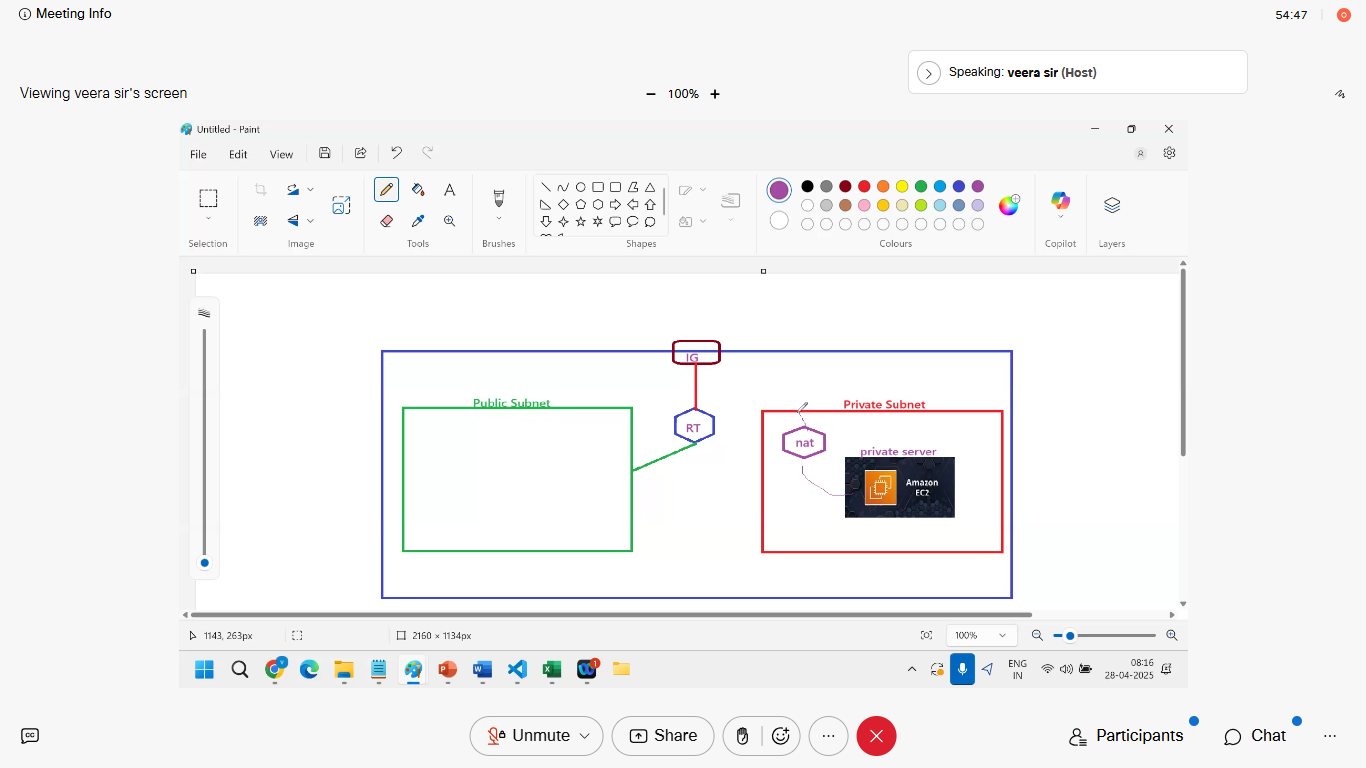 Meeting Info
54:47
Speaking: veera sir (Host)
Viewing veera sir's screen
100%
Untitled - Paint
File Edit View
Selection
Image
Tools
Brushes
Shapes
Colours
Copilot
Layers
IG
Public Subnet
RT
Private Subnet
nat
private server
Amazon
EC2
1143, 263px
2160 × 1134px
100%
1
ENG
IN
08:16
28-04-2025
CC
Unmute
Share
Participants
Chat